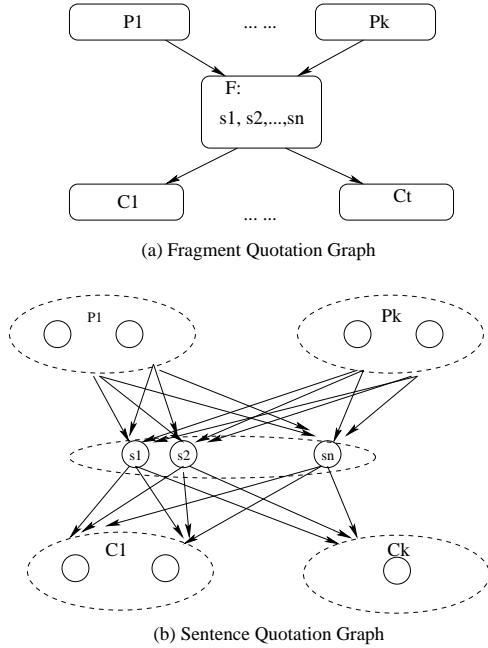 P1 ... ... Pk
F:
s1, s2,...,sn
C1 ... ... Ct
(a) Fragment Quotation Graph
P1 Pk
s1 s2 sn
C1 Ck
(b) Sentence Quotation Graph